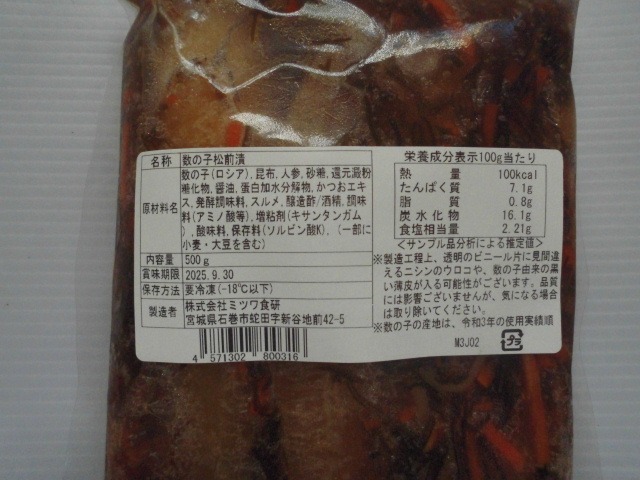 名称 数の子松前漬
原材料名 数の子(ロシア),昆布,人参,砂糖,還元澱粉
糖化物,醤油,蛋白加水分解物,かつおエキ
ス,発酵調味料,スルメ,醸造酢/酒精,調味
料(アミノ酸等),増粘剤(キサンタンガム
),酸味料,保存料(ソルビン酸K),(一部に
小麦・大豆を含む)
内容量 500g
賞味期限 2025.9.30
保存方法 要冷凍(-18℃以下)
製造者 株式会社ミツワ食研
宮城県石巻市蛇田字新谷地前42-5
4 571302 800316
栄養成分表示100g当たり
熱量 100kcal
たんぱく質 7.1g
脂質 0.8g
炭水化物 16.1g
食塩相当量 2.21g
<サンプル品分析による推定値>
※製造工程上、透明のビニール片に見間違
えるニシンのウロコや、数の子由来の黒
い薄皮が入る可能性がございます。品質
には影響ございませんが、気になる場合
は取り除いてください。
※数の子の産地は、令和3年の使用実績順
M3J02
プラ